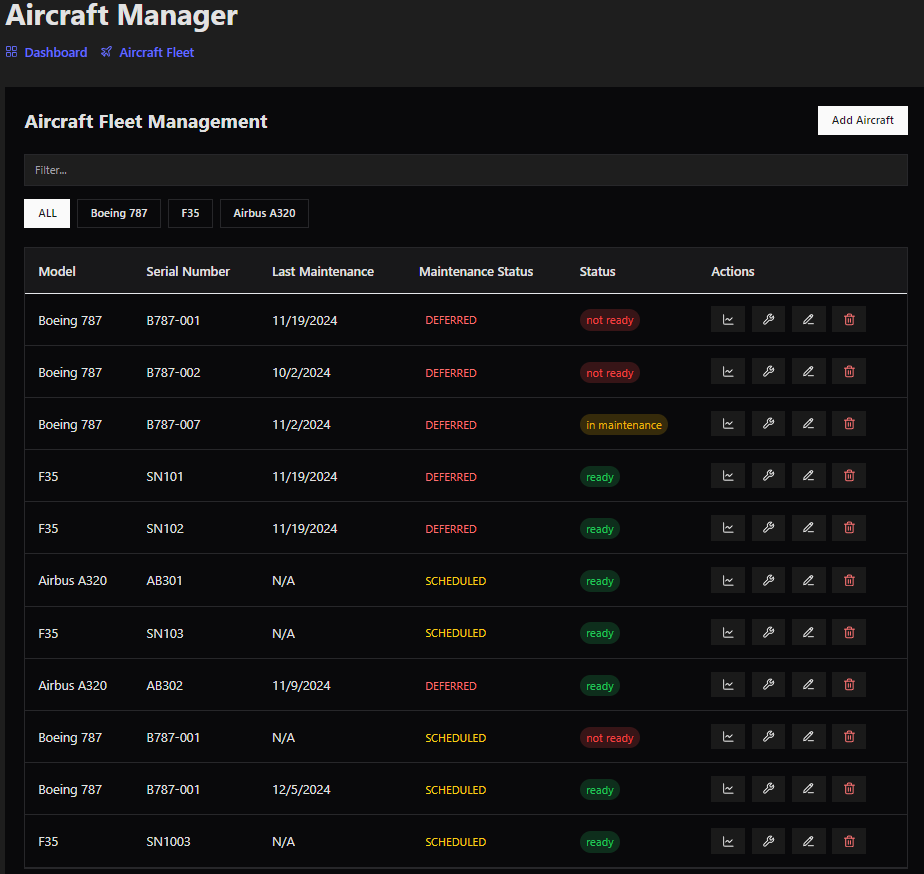 Aircraft Manager
Dashboard Aircraft Fleet
Aircraft Fleet Management Add Aircraft
Filter...
ALL Boeing 787 F35 Airbus A320
Model Serial Number Last Maintenance Maintenance Status Status Actions
Boeing 787 B787-001 11/19/2024 DEFERRED not ready
Boeing 787 B787-002 10/2/2024 DEFERRED not ready
Boeing 787 B787-007 11/2/2024 DEFERRED in maintenance
F35 SN101 11/19/2024 DEFERRED ready
F35 SN102 11/19/2024 DEFERRED ready
Airbus A320 AB301 N/A SCHEDULED ready
F35 SN103 N/A SCHEDULED ready
Airbus A320 AB302 11/9/2024 DEFERRED ready
Boeing 787 B787-001 N/A SCHEDULED not ready
Boeing 787 B787-001 12/5/2024 SCHEDULED ready
F35 SN1003 N/A SCHEDULED ready